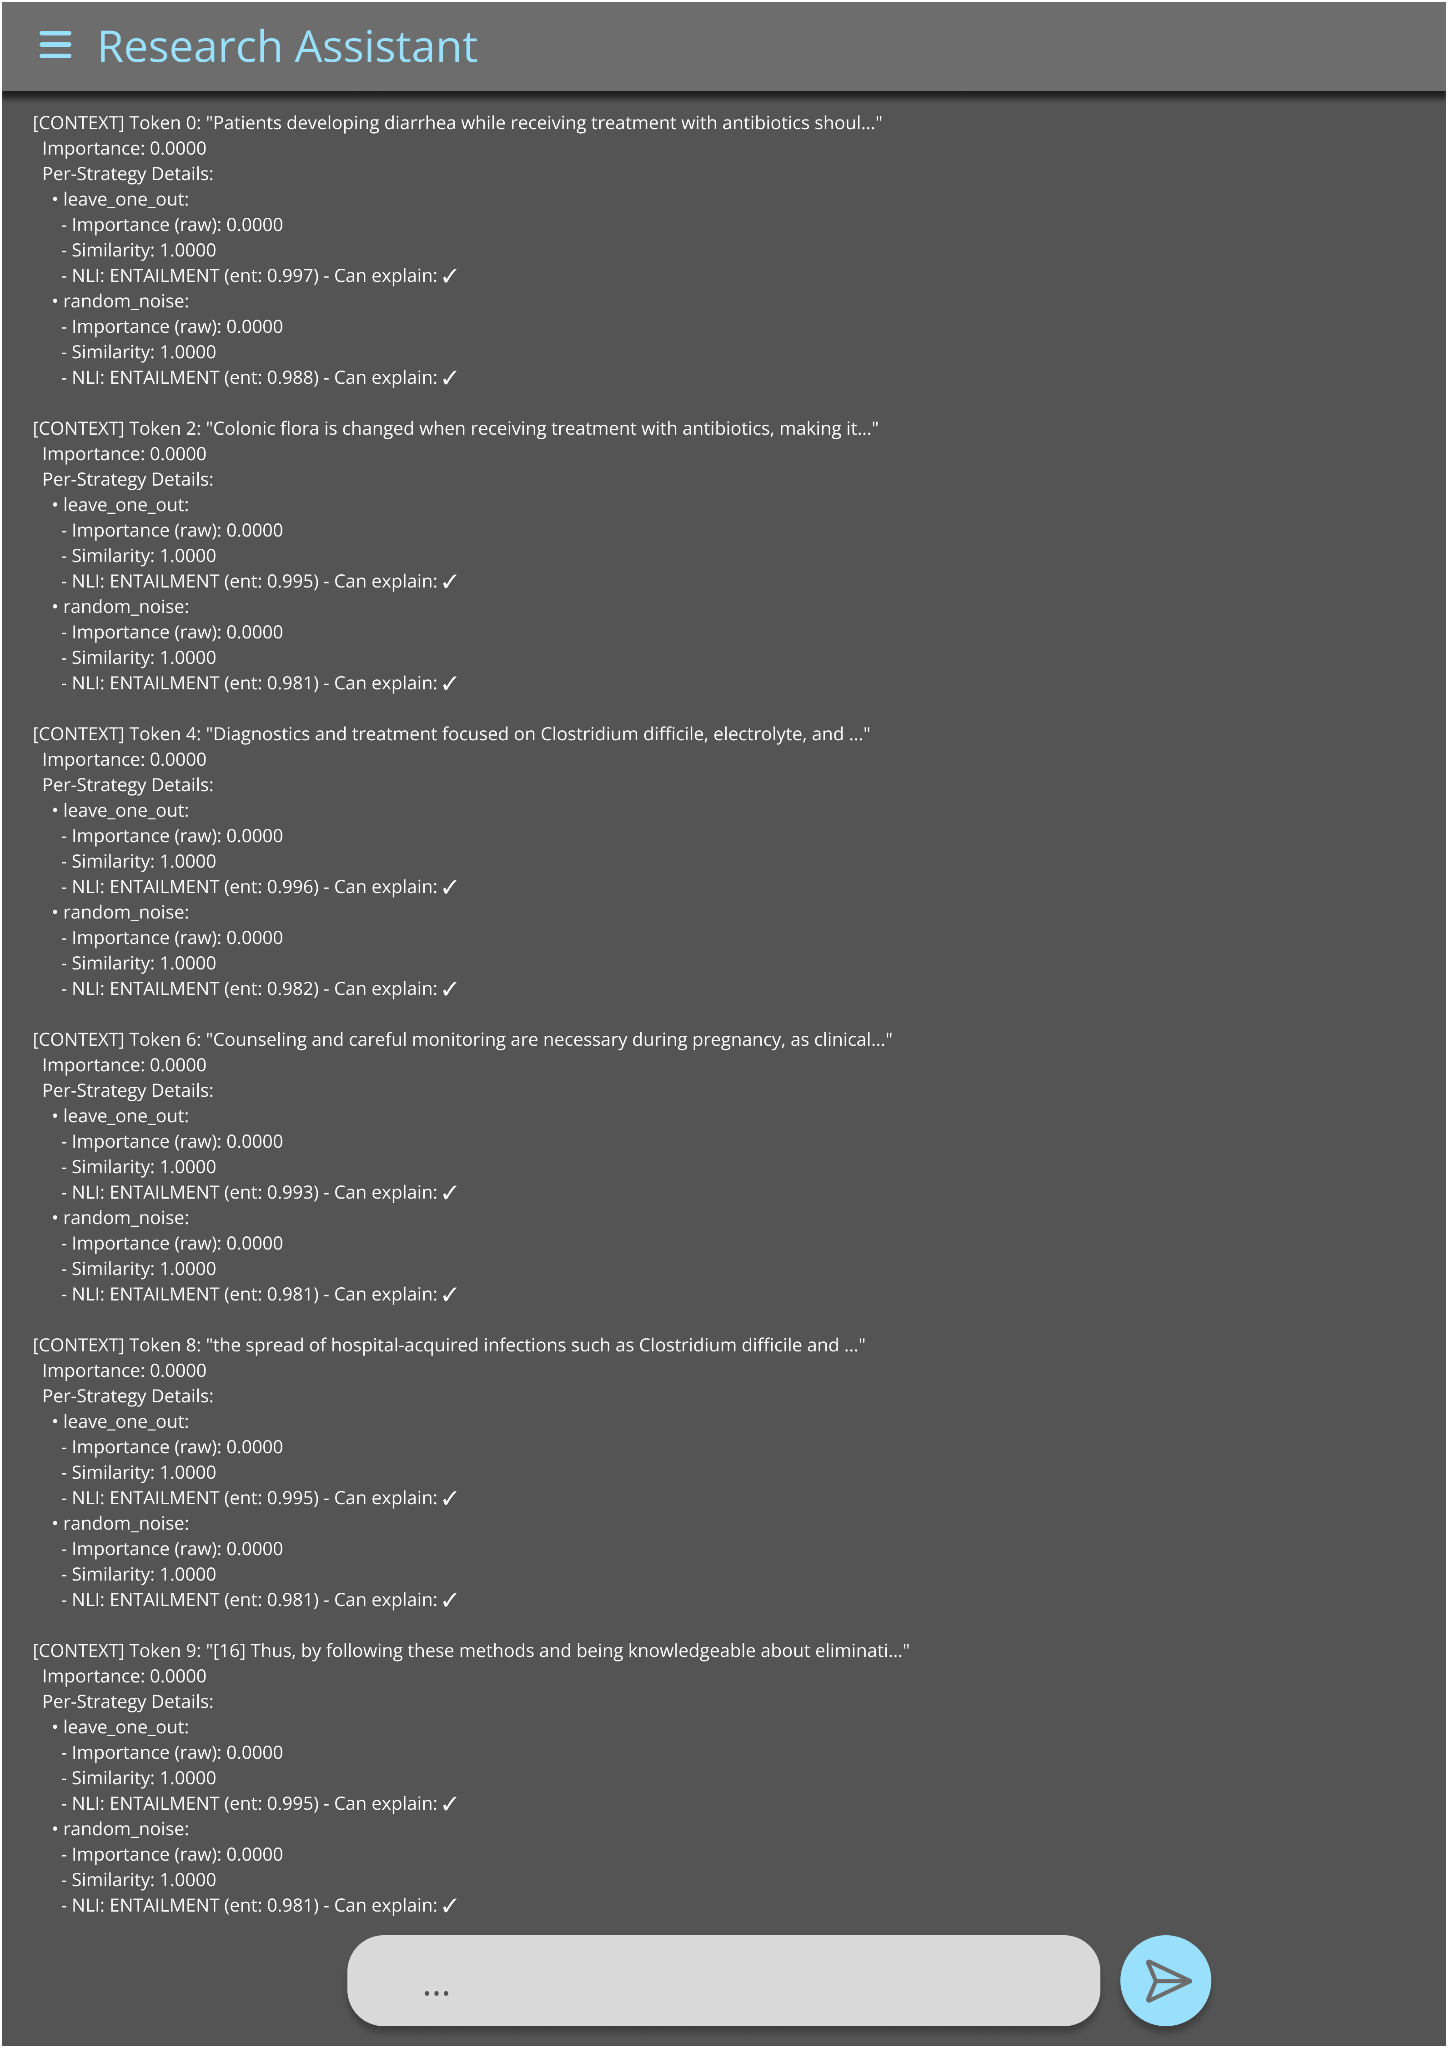 Research Assistant
[CONTEXT] Token 0: "Patients developing diarrhea while receiving treatment with antibiotics shoul..."
Importance: 0.0000
Per-Strategy Details:
• leave_one_out:
- Importance (raw): 0.0000
- Similarity: 1.0000
- NLI: ENTAILMENT (ent: 0.997) - Can explain: ✓
• random_noise:
- Importance (raw): 0.0000
- Similarity: 1.0000
- NLI: ENTAILMENT (ent: 0.988) - Can explain: ✓
[CONTEXT] Token 2: "Colonic flora is changed when receiving treatment with antibiotics, making it..."
Importance: 0.0000
Per-Strategy Details:
• leave_one_out:
- Importance (raw): 0.0000
- Similarity: 1.0000
- NLI: ENTAILMENT (ent: 0.995) - Can explain: ✓
• random_noise:
- Importance (raw): 0.0000
- Similarity: 1.0000
- NLI: ENTAILMENT (ent: 0.981) - Can explain: ✓
[CONTEXT] Token 4: "Diagnostics and treatment focused on Clostridium difficile, electrolyte, and ..."
Importance: 0.0000
Per-Strategy Details:
• leave_one_out:
- Importance (raw): 0.0000
- Similarity: 1.0000
- NLI: ENTAILMENT (ent: 0.996) - Can explain: ✓
• random_noise:
- Importance (raw): 0.0000
- Similarity: 1.0000
- NLI: ENTAILMENT (ent: 0.982) - Can explain: ✓
[CONTEXT] Token 6: "Counseling and careful monitoring are necessary during pregnancy, as clinical..."
Importance: 0.0000
Per-Strategy Details:
• leave_one_out:
- Importance (raw): 0.0000
- Similarity: 1.0000
- NLI: ENTAILMENT (ent: 0.993) - Can explain: ✓
• random_noise:
- Importance (raw): 0.0000
- Similarity: 1.0000
- NLI: ENTAILMENT (ent: 0.981) - Can explain: ✓
[CONTEXT] Token 8: "the spread of hospital-acquired infections such as Clostridium difficile and ..."
Importance: 0.0000
Per-Strategy Details:
• leave_one_out:
- Importance (raw): 0.0000
- Similarity: 1.0000
- NLI: ENTAILMENT (ent: 0.995) - Can explain: ✓
• random_noise:
- Importance (raw): 0.0000
- Similarity: 1.0000
- NLI: ENTAILMENT (ent: 0.981) - Can explain: ✓
[CONTEXT] Token 9: "[16] Thus, by following these methods and being knowledgeable about eliminati..."
Importance: 0.0000
Per-Strategy Details:
• leave_one_out:
- Importance (raw): 0.0000
- Similarity: 1.0000
- NLI: ENTAILMENT (ent: 0.995) - Can explain: ✓
• random_noise:
- Importance (raw): 0.0000
- Similarity: 1.0000
- NLI: ENTAILMENT (ent: 0.981) - Can explain: ✓
...